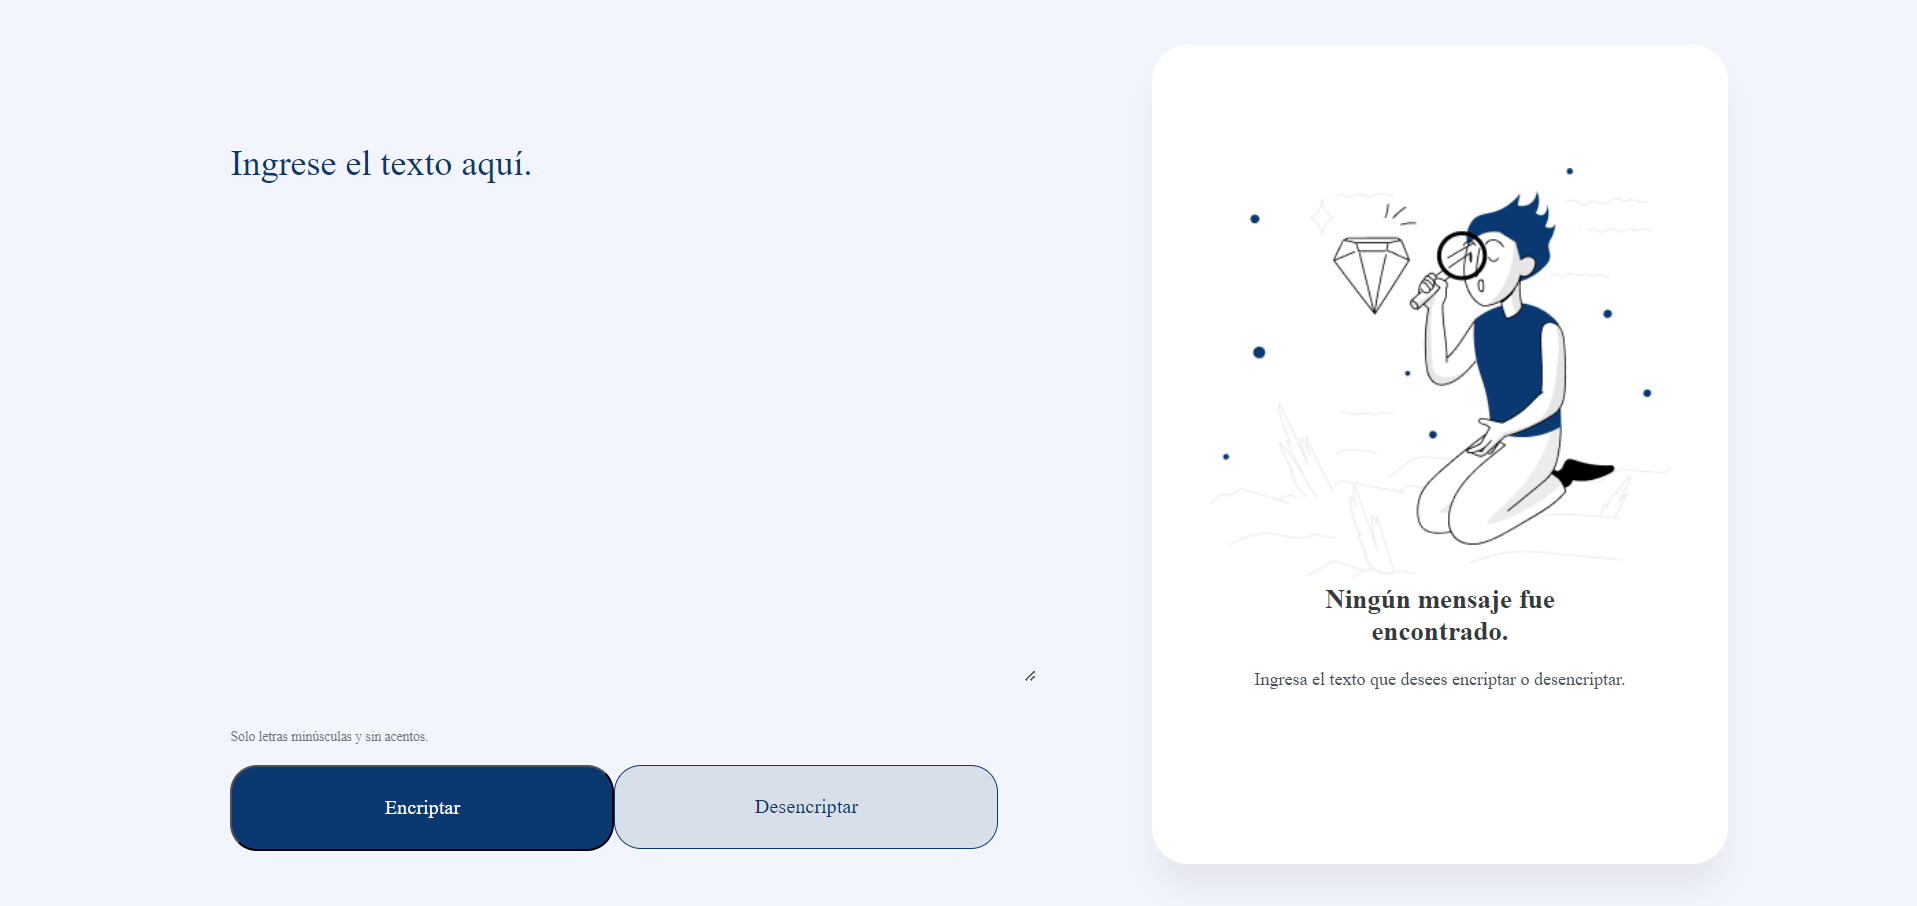 Ingrese el texto aquí.
Solo letras minúsculas y sin acentos.
Encriptar
Desencriptar
Ningún mensaje fue
encontrado.
Ingresa el texto que desees encriptar o desencriptar.